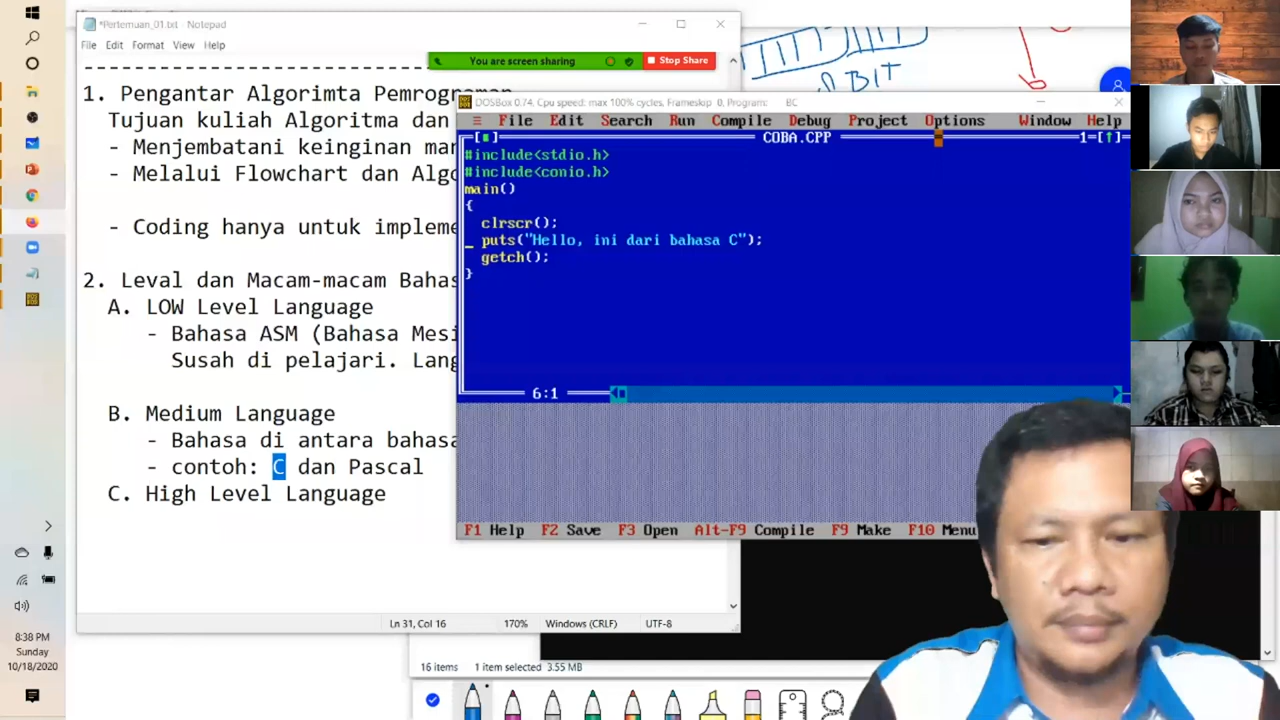 *Pertemuan_01.txt - Notepad
File Edit Format View Help
You are screen sharing
Stop Share
1. Pengantar Algorimta Pemrograman
Tujuan kuliah Algoritma dan
- Menjembatani keinginan man
- Melalui Flowchart dan Algo
- Coding hanya untuk impleme
2. Leval dan Macam-macam Bahas
A. LOW Level Language
- Bahasa ASM (Bahasa Mesi
Susah di pelajari. Lang
B. Medium Language
- Bahasa di antara bahasa
- contoh: C dan Pascal
C. High Level Language
Ln 31, Col 16
170%
Windows (CRLF)
UTF-8
8 BIT
DOSBox 0.74, Cpu speed: max 100% cycles, Frameskip 0, Program: BC
File Edit Search Run Compile Debug Project Options Window Help
COBA.CPP
1=[↑]
#include<stdio.h>
#include<conio.h>
main()
{
clrscr();
puts("Hello, ini dari bahasa C");
getch();
}
6:1
F1 Help F2 Save F3 Open Alt-F9 Compile F9 Make F10 Menu
16 items
1 item selected 3.55 MB
8:38 PM
Sunday
10/18/2020